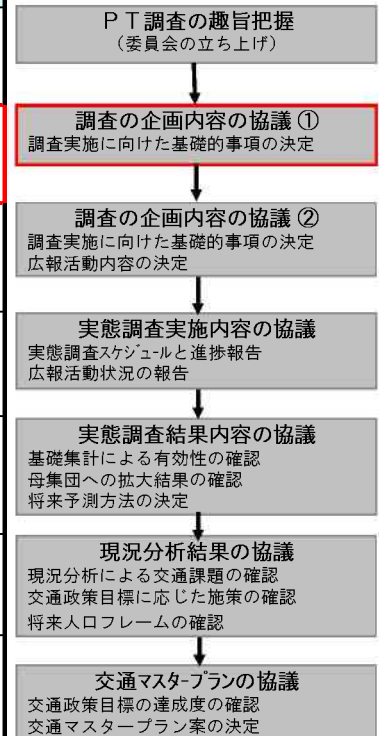 ＰＴ調査の趣旨把握
（委員会の立ち上げ）
調査の企画内容の協議 ①
調査実施に向けた基礎的事項の決定
調査の企画内容の協議 ②
調査実施に向けた基礎的事項の決定
広報活動内容の決定
実態調査実施内容の協議
実態調査ｽｹｼﾞｭｰﾙと進捗報告
広報活動状況の報告
実態調査結果内容の協議
基礎集計による有効性の確認
母集団への拡大結果の確認
将来予測方法の決定
現況分析結果の協議
現況分析による交通課題の確認
交通政策目標に応じた施策の確認
将来人口フレームの確認
交通ﾏｽﾀｰﾌﾟﾗﾝの協議
交通政策目標の達成度の確認
交通マスタープラン案の決定